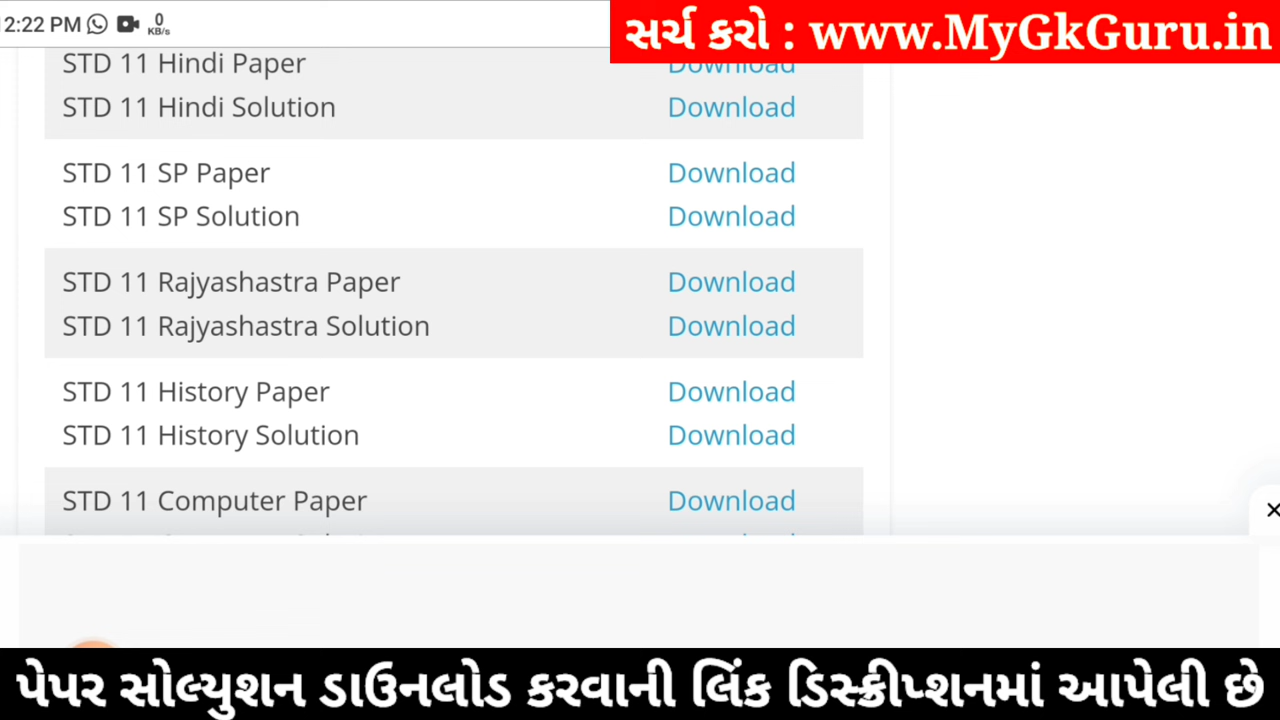 12:22 PM 0 KB/s
સર્ચ કરો : www.MyGkGuru.in
STD 11 Hindi Paper Download
STD 11 Hindi Solution Download
STD 11 SP Paper Download
STD 11 SP Solution Download
STD 11 Rajyashastra Paper Download
STD 11 Rajyashastra Solution Download
STD 11 History Paper Download
STD 11 History Solution Download
STD 11 Computer Paper Download
પેપર સોલ્યુશન ડાઉનલોડ કરવાની લિંક ડિસ્ક્રીપ્શનમાં આપેલી છે